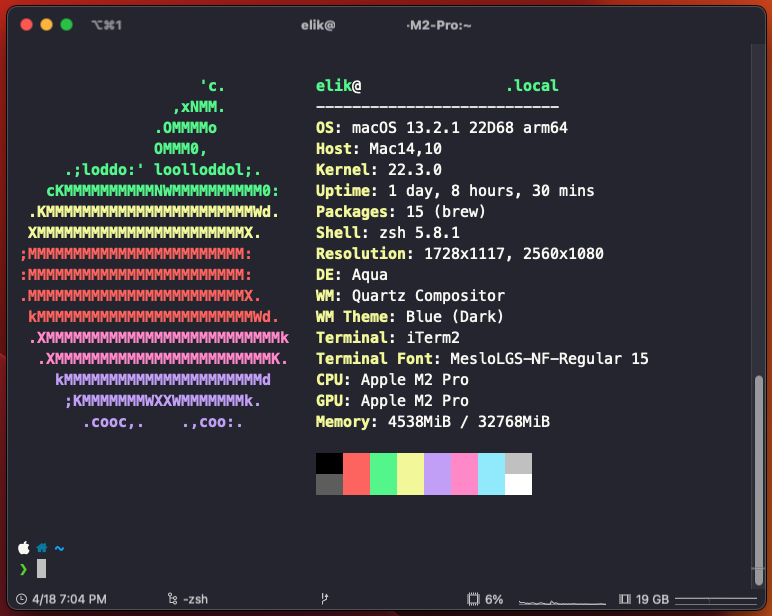 ⌥⌘1 elik@ -M2-Pro:~
'c. elik@ .local
,xNMM. ---------------------------
.OMMMMo OS: macOS 13.2.1 22D68 arm64
OMMM0, Host: Mac14,10
.;loddo:' loolloddol;. Kernel: 22.3.0
cKMMMMMMMMMMNWMMMMMMMMMM0: Uptime: 1 day, 8 hours, 30 mins
.KMMMMMMMMMMMMMMMMMMMMMMMWd. Packages: 15 (brew)
XMMMMMMMMMMMMMMMMMMMMMMMX. Shell: zsh 5.8.1
;MMMMMMMMMMMMMMMMMMMMMMMM: Resolution: 1728x1117, 2560x1080
:MMMMMMMMMMMMMMMMMMMMMMMM: DE: Aqua
.MMMMMMMMMMMMMMMMMMMMMMMMX. WM: Quartz Compositor
kMMMMMMMMMMMMMMMMMMMMMMMMWd. WM Theme: Blue (Dark)
.XMMMMMMMMMMMMMMMMMMMMMMMMMMk Terminal: iTerm2
.XMMMMMMMMMMMMMMMMMMMMMMMMK. Terminal Font: MesloLGS-NF-Regular 15
kMMMMMMMMMMMMMMMMMMMMMMd CPU: Apple M2 Pro
;KMMMMMMMWXXWMMMMMMMk. GPU: Apple M2 Pro
.cooc,. .,coo:. Memory: 4538MiB / 32768MiB
~
❯
4/18 7:04 PM -zsh 6% 19 GB